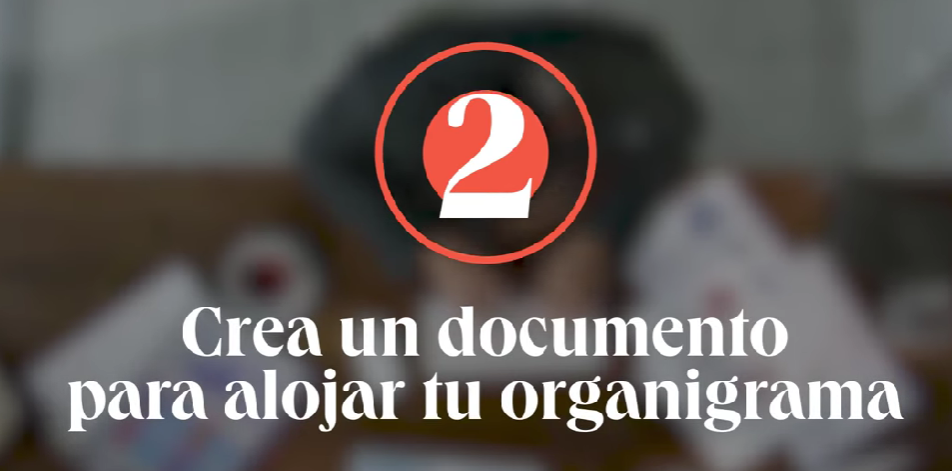 2
Crea un documento
para alojar tu organigrama